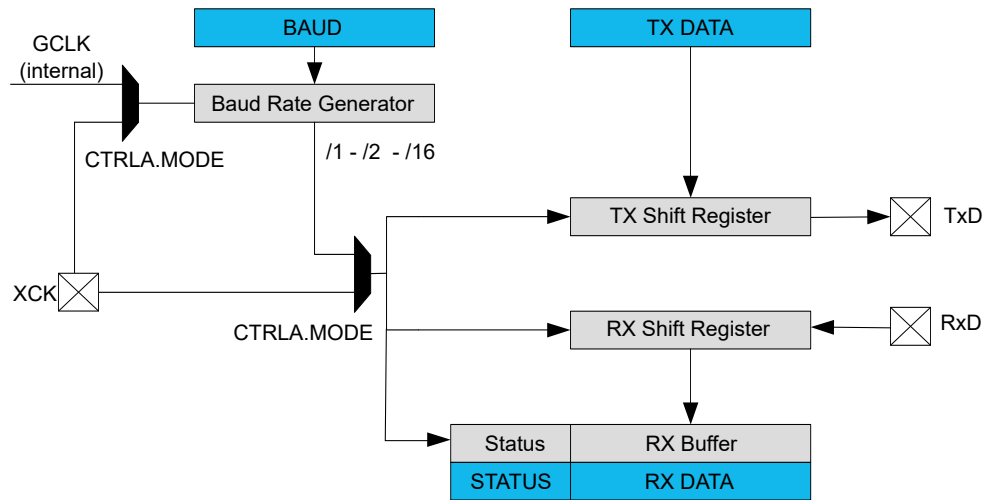 BAUD
TX DATA
GCLK
(internal)
Baud Rate Generator
/1 - /2 - /16
CTRLA.MODE
TX Shift Register
TxD
XCK
CTRLA.MODE
RX Shift Register
RxD
Status
RX Buffer
STATUS
RX DATA